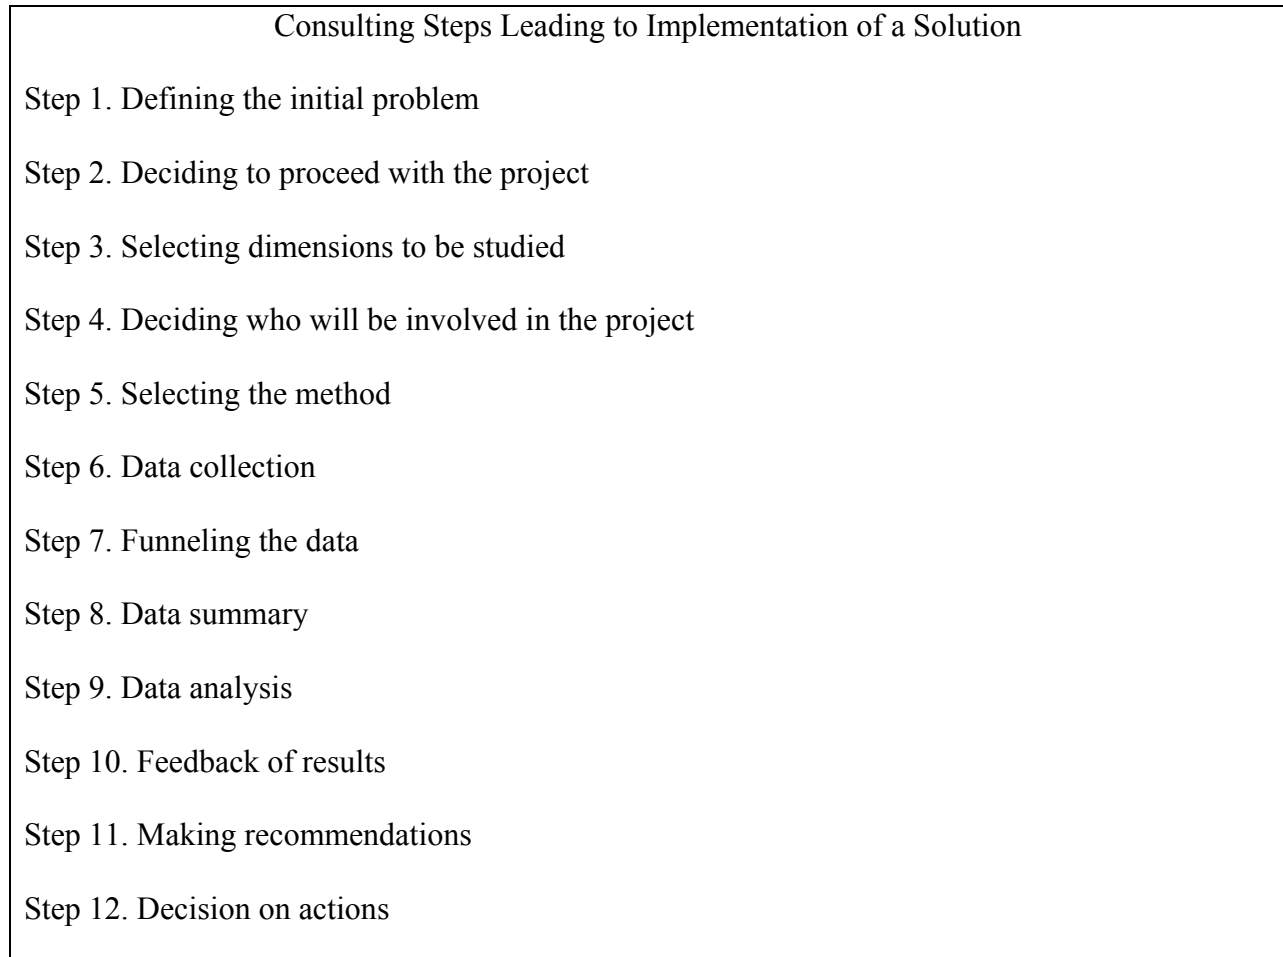 Consulting Steps Leading to Implementation of a Solution
Step 1. Defining the initial problem
Step 2. Deciding to proceed with the project
Step 3. Selecting dimensions to be studied
Step 4. Deciding who will be involved in the project
Step 5. Selecting the method
Step 6. Data collection
Step 7. Funneling the data
Step 8. Data summary
Step 9. Data analysis
Step 10. Feedback of results
Step 11. Making recommendations
Step 12. Decision on actions